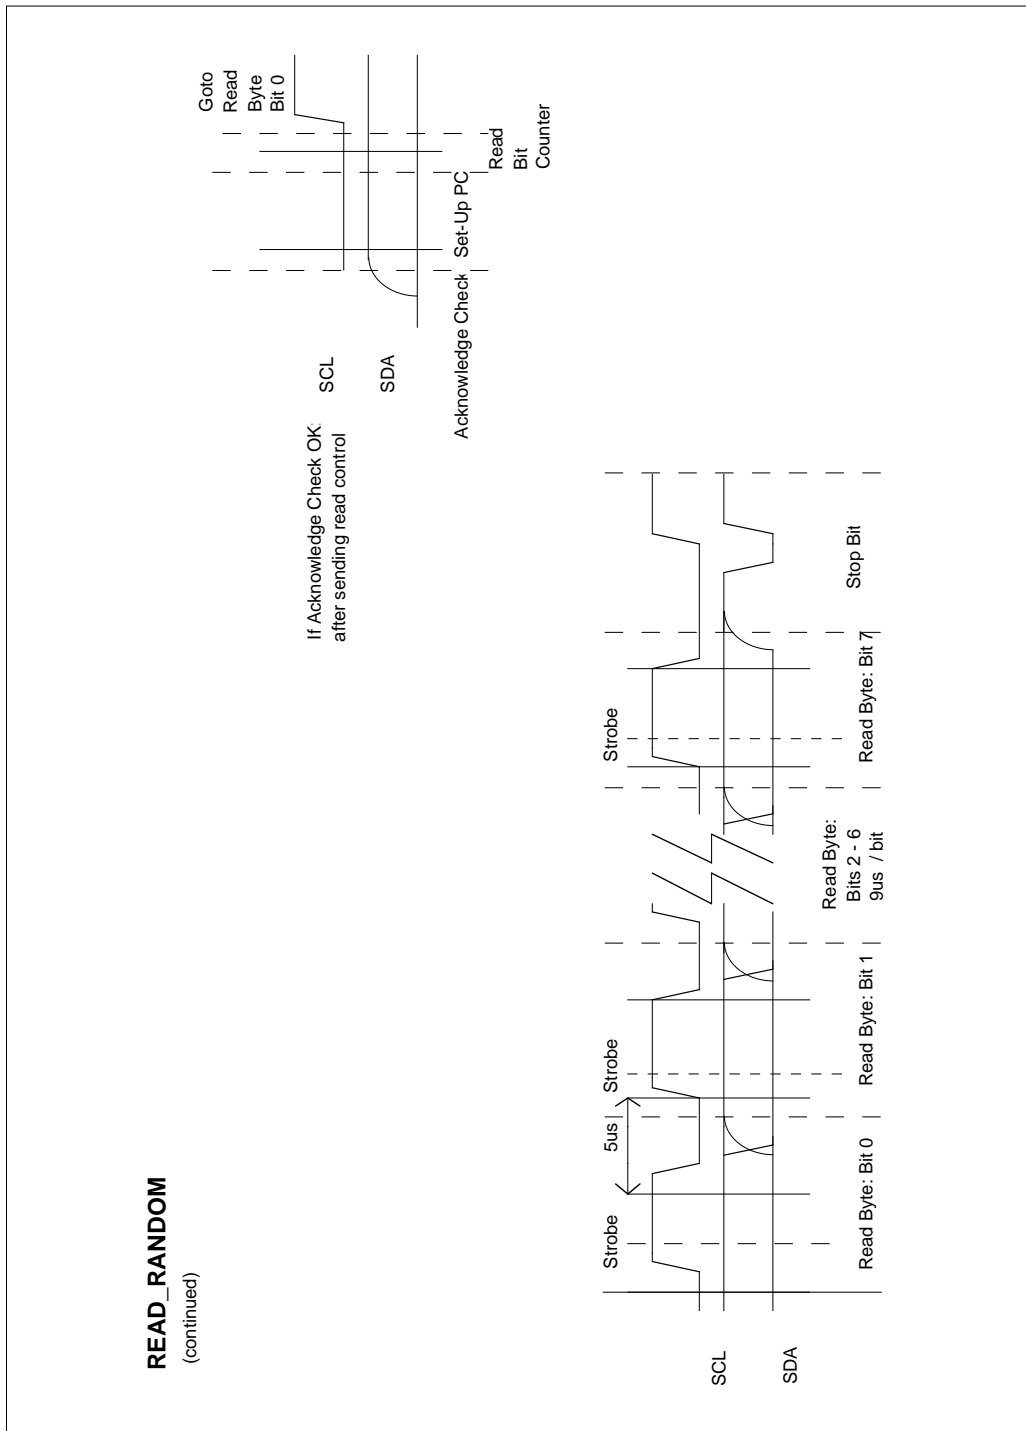 READ_RANDOM
(continued)
If Acknowledge Check OK:
after sending read control
SCL
SDA
Acknowledge Check
Set-Up PC
Read
Bit
Counter
Goto
Read
Byte
Bit 0
SCL
SDA
Strobe
5us
Strobe
Strobe
Read Byte: Bit 0
Read Byte: Bit 1
Read Byte:
Bits 2 - 6
9us / bit
Read Byte: Bit 7
Stop Bit